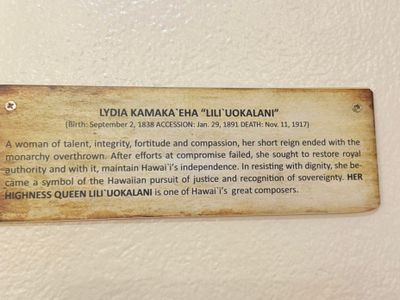 LYDIA KAMAKA`EHA "LILI`UOKALANI"
(Birth: September 2, 1838 ACCESSION: Jan. 29, 1891 DEATH: Nov. 11, 1917)
A woman of talent, integrity, fortitude and compassion, her short reign ended with the
monarchy overthrown. After efforts at compromise failed, she sought to restore royal
authority and with it, maintain Hawai`i's independence. In resisting with dignity, she be-
came a symbol of the Hawaiian pursuit of justice and recognition of sovereignty. HER
HIGHNESS QUEEN LILI`UOKALANI is one of Hawai`i's great composers.